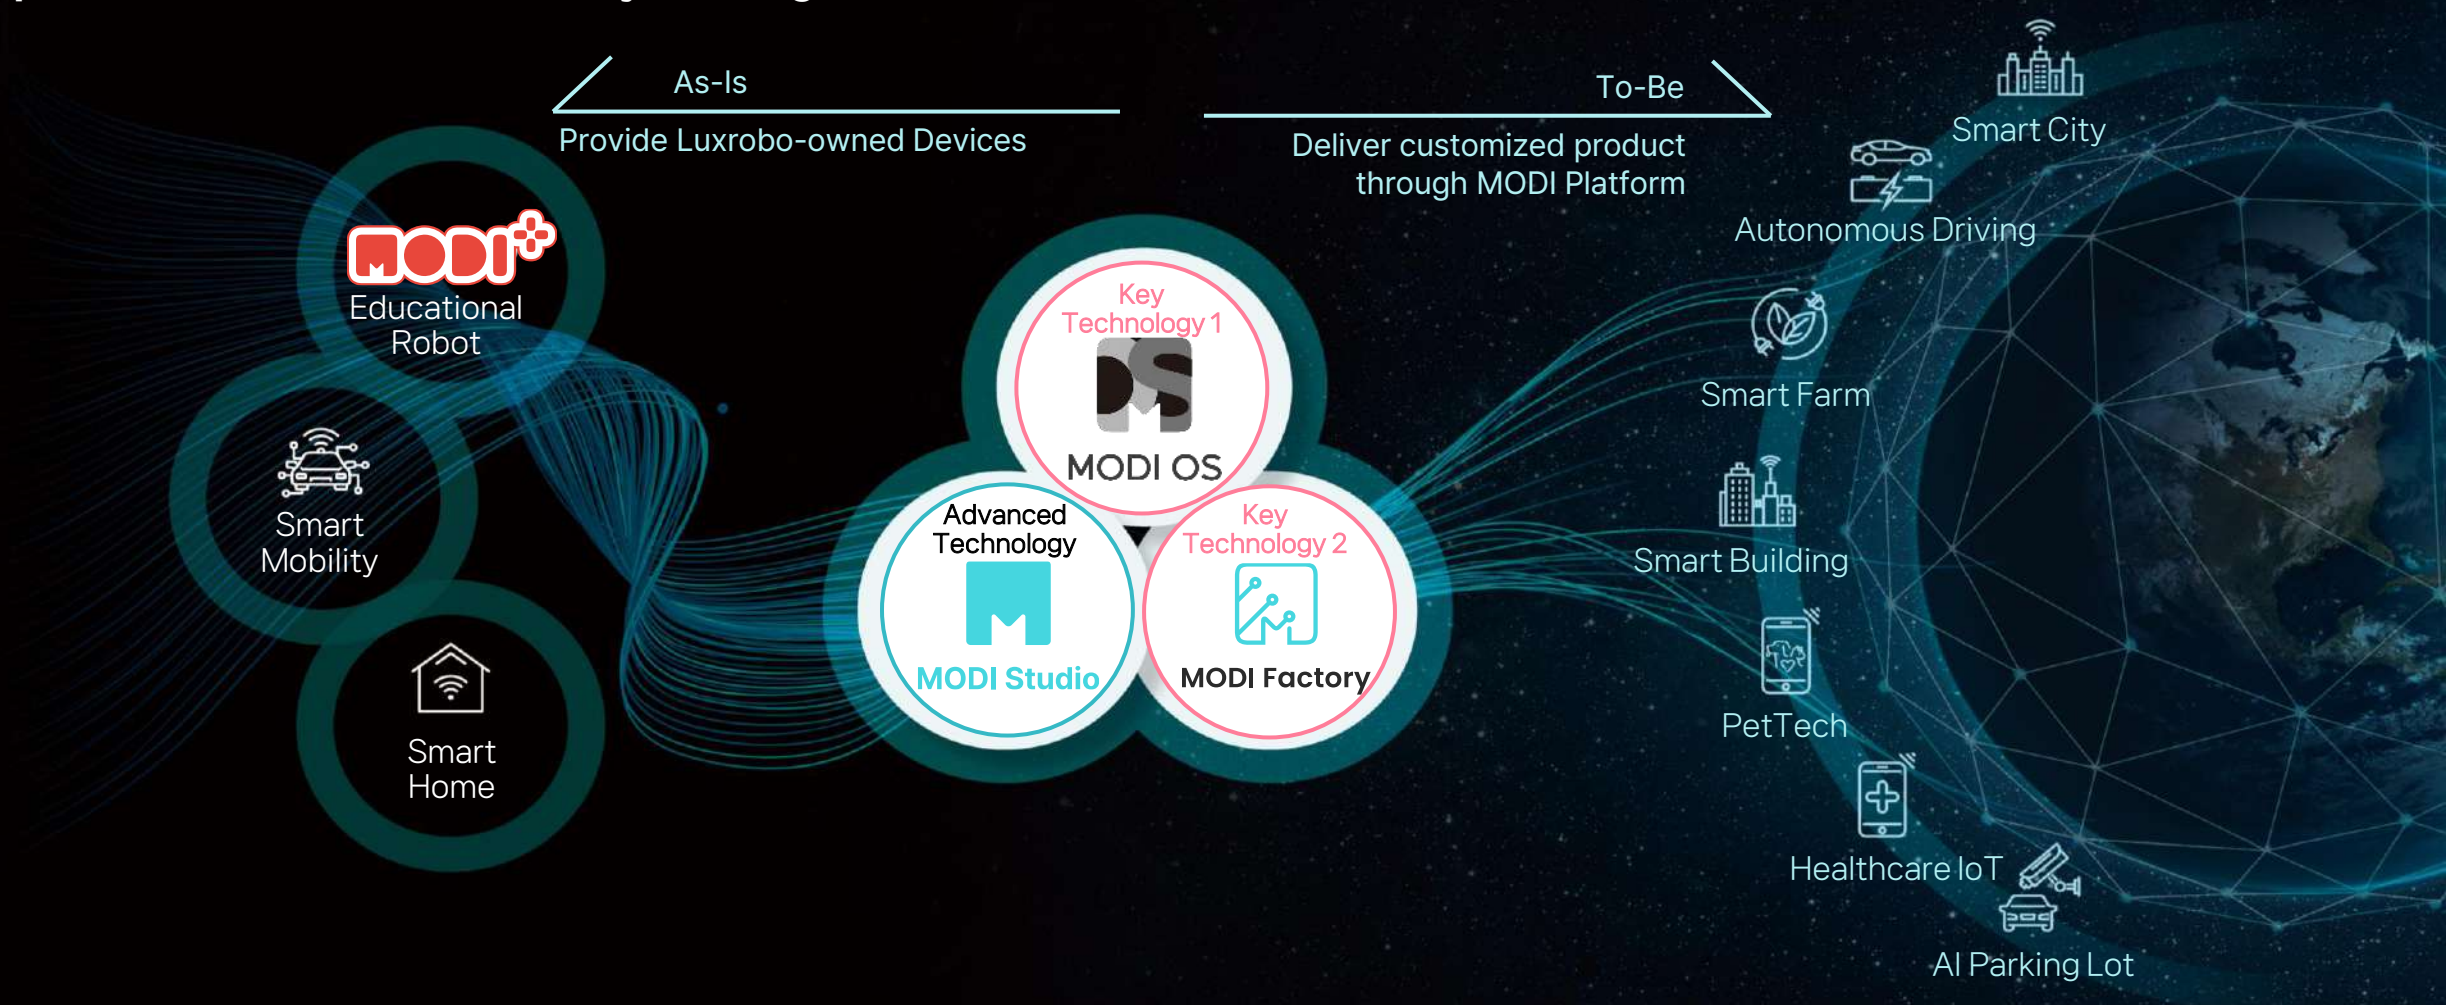 As-Is
Provide Luxrobo-owned Devices
To-Be
Deliver customized product
through MODI Platform
MODI+
Educational
Robot
Smart
Mobility
Smart
Home
Key
Technology 1
OS
MODI OS
Advanced
Technology
MODI Studio
Key
Technology 2
MODI Factory
Smart City
Autonomous Driving
Smart Farm
Smart Building
PetTech
Healthcare IoT
AI Parking Lot